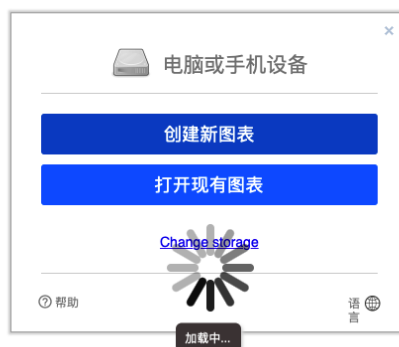 电脑或手机设备
创建新图表
打开现有图表
Change storage
帮助
语
言
加载中...